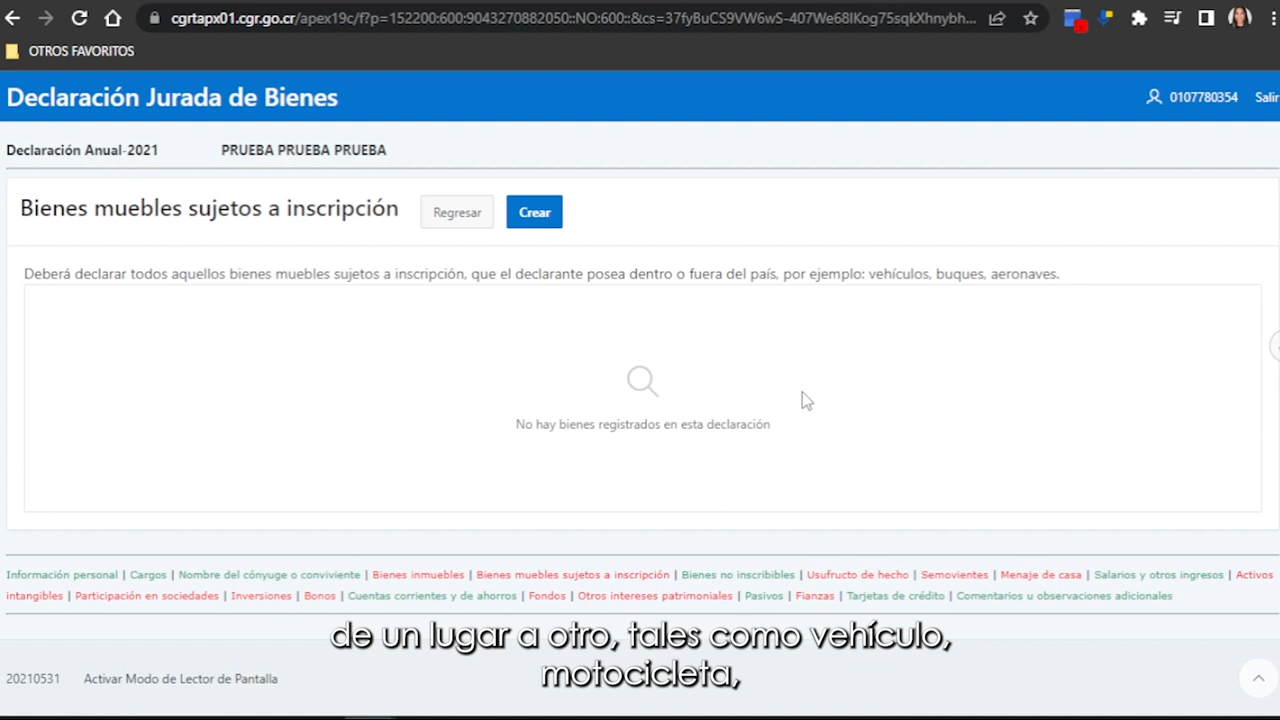 cgrtapx01.cgr.go.cr/apex19c/f?p=152200:600:9043270882050::NO:600::&cs=37fyBuCS9VW6wS-407We68lKog75sqkXhnybh...
OTROS FAVORITOS
Declaración Jurada de Bienes
0107780354 Salir
Declaración Anual-2021 PRUEBA PRUEBA PRUEBA
Bienes muebles sujetos a inscripción Regresar Crear
Deberá declarar todos aquellos bienes muebles sujetos a inscripción, que el declarante posea dentro o fuera del país, por ejemplo: vehículos, buques, aeronaves.
No hay bienes registrados en esta declaración
Información personal | Cargos | Nombre del cónyuge o conviviente | Bienes inmuebles | Bienes muebles sujetos a inscripción | Bienes no inscribibles | Usufructo de hecho | Semovientes | Menaje de casa | Salarios y otros ingresos | Activos
intangibles | Participación en sociedades | Inversiones | Bonos | Cuentas corrientes y de ahorros | Fondos | Otros intereses patrimoniales | Pasivos | Fianzas | Tarjetas de crédito | Comentarios u observaciones adicionales
de un lugar a otro, tales como vehículo,
motocicleta,
20210531 Activar Modo de Lector de Pantalla